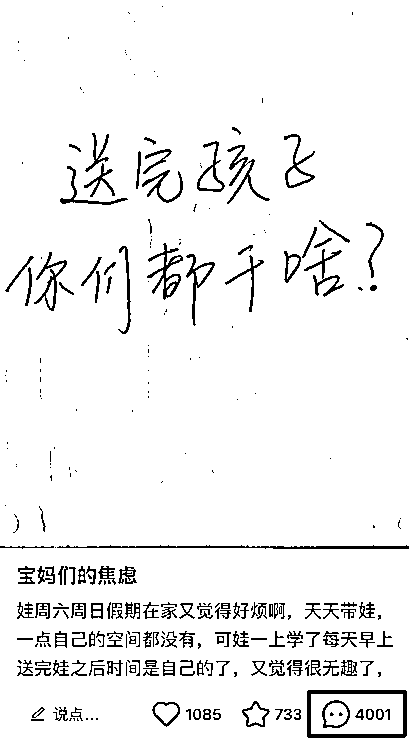 送完孩子
你们都干啥?
宝妈们的焦虑
娃周六周日假期在家又觉得好烦啊，天天带娃，
一点自己的空间都没有，可娃一上学了每天早上
送完娃之后时间是自己的了，又觉得很无趣了，
说点... 1085 733 4001